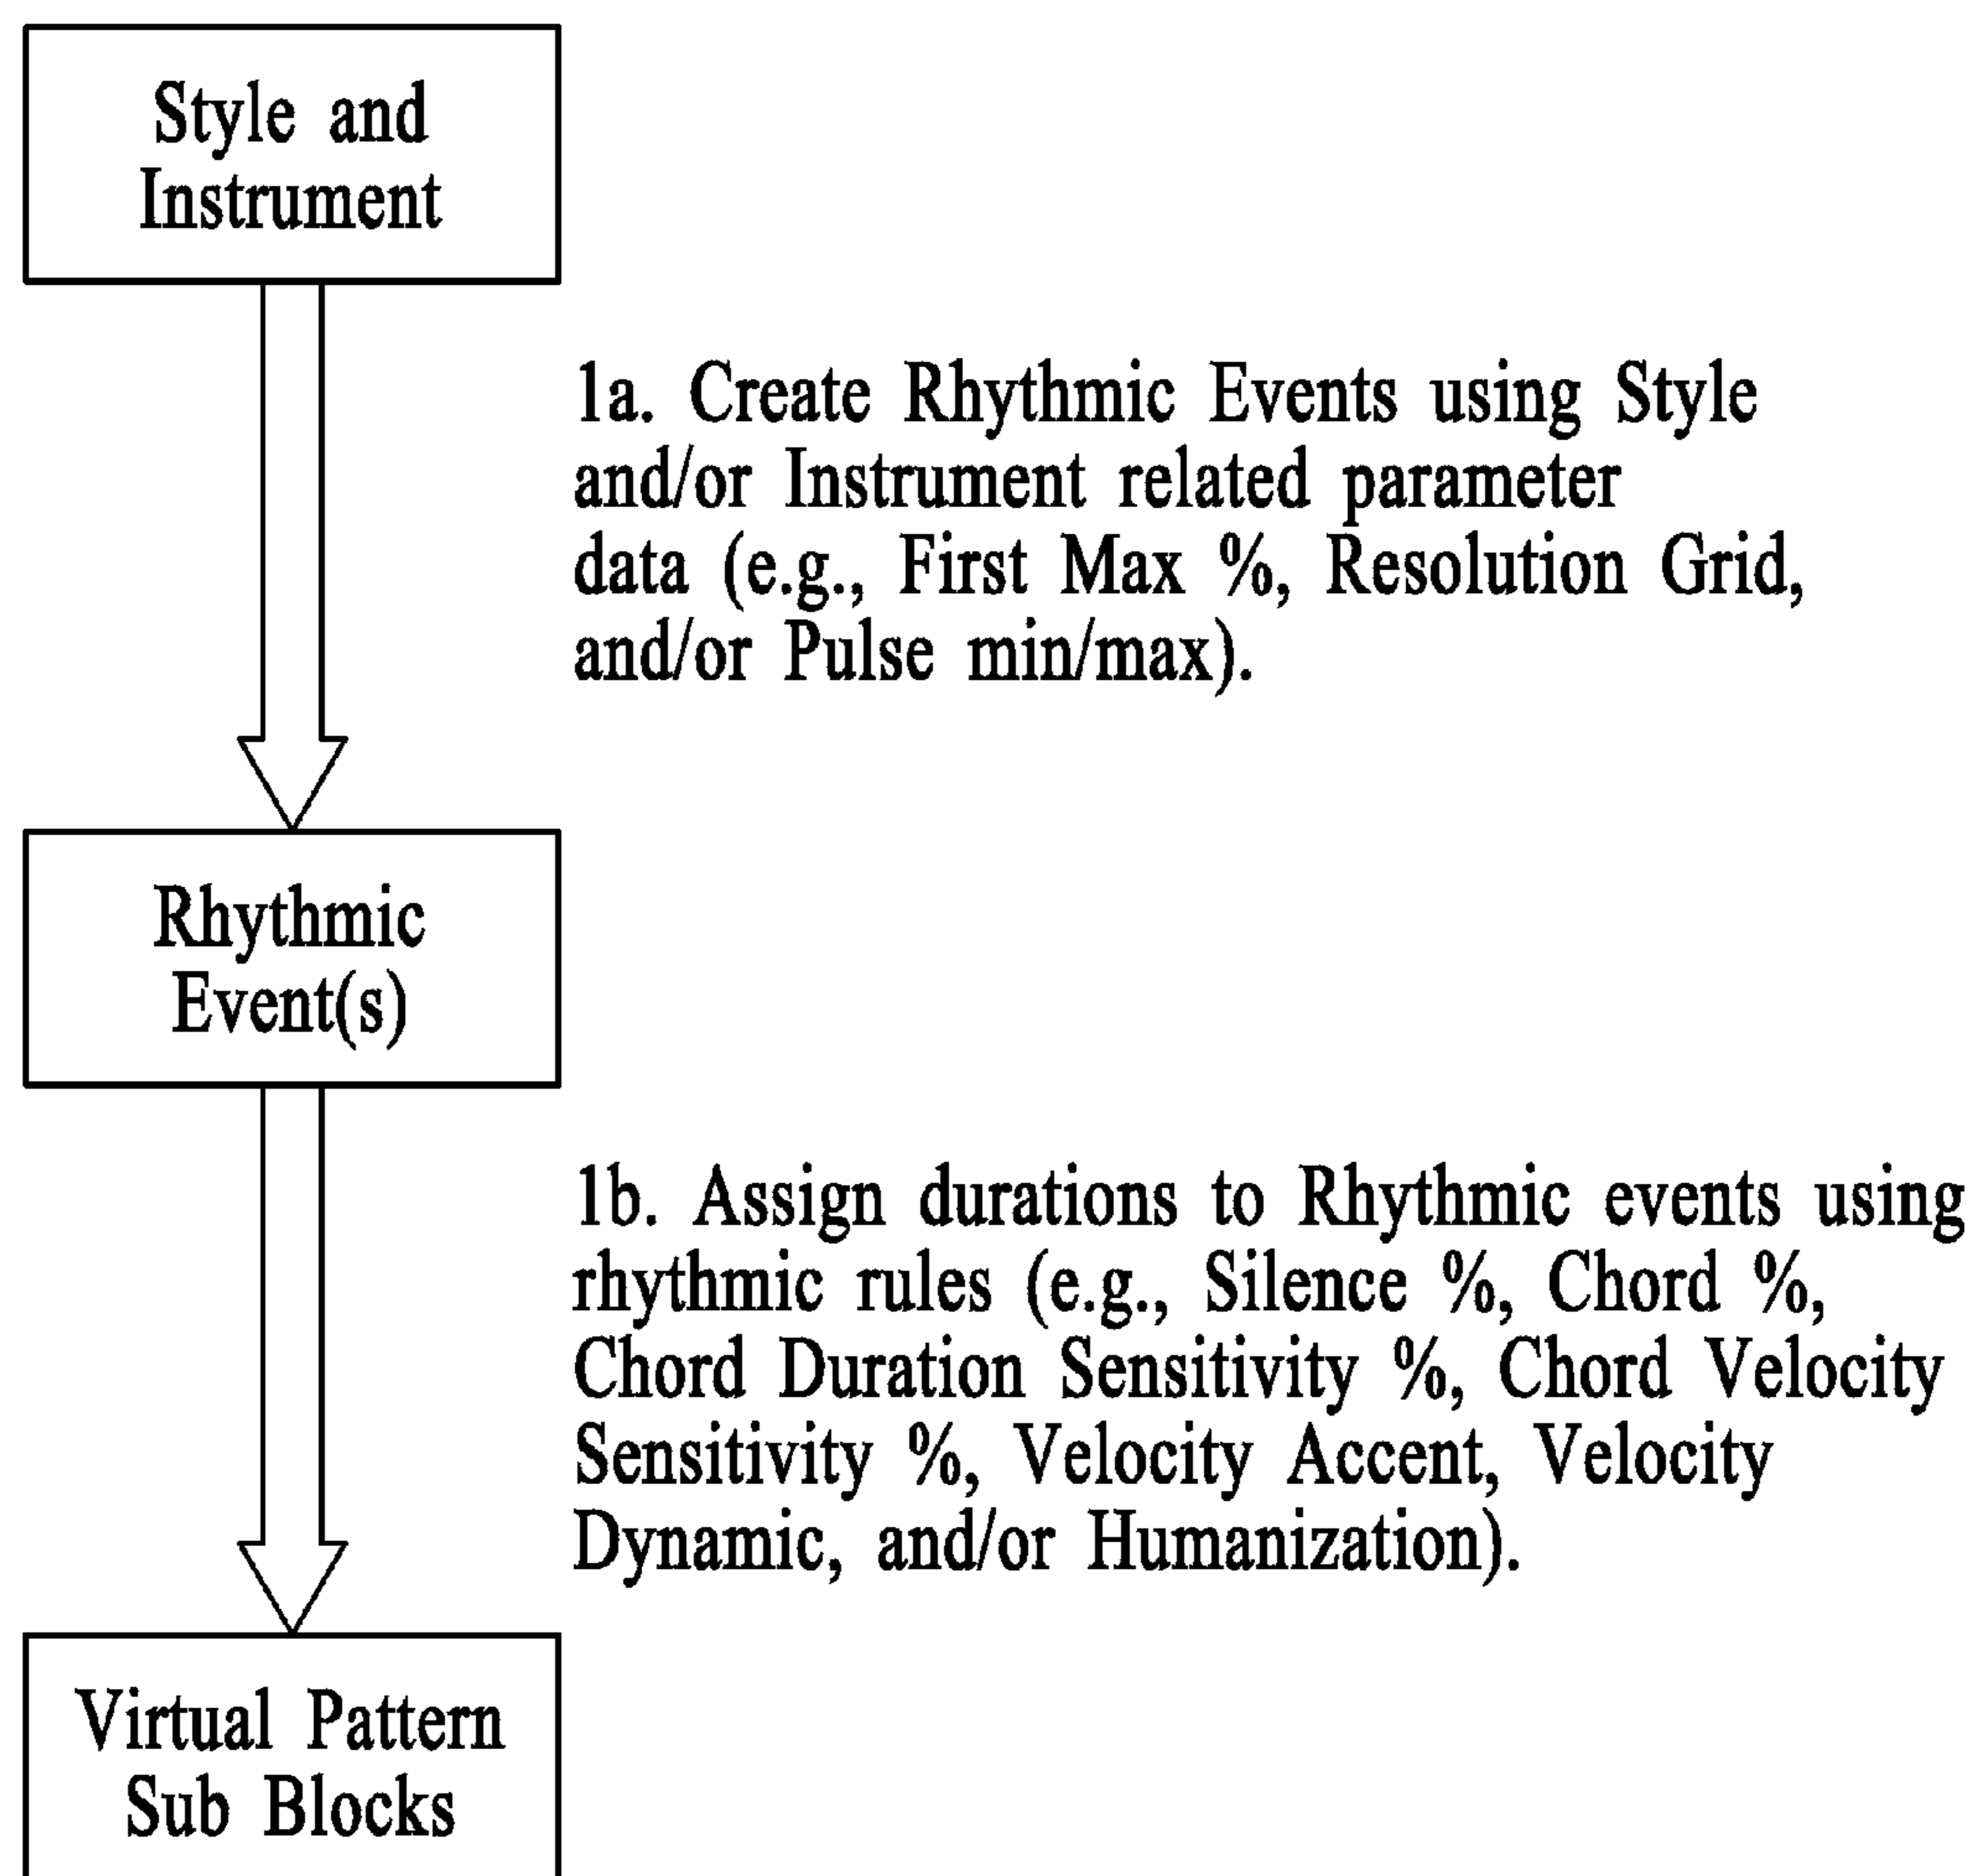 Style and
Instrument
1a. Create Rhythmic Events using Style
and/or Instrument related parameter
data (e.g., First Max %, Resolution Grid,
and/or Pulse min/max).
Rhythmic
Event(s)
1b. Assign durations to Rhythmic events using
rhythmic rules (e.g., Silence %, Chord %,
Chord Duration Sensitivity %, Chord Velocity
Sensitivity %, Velocity Accent, Velocity
Dynamic, and/or Humanization).
Virtual Pattern
Sub Blocks